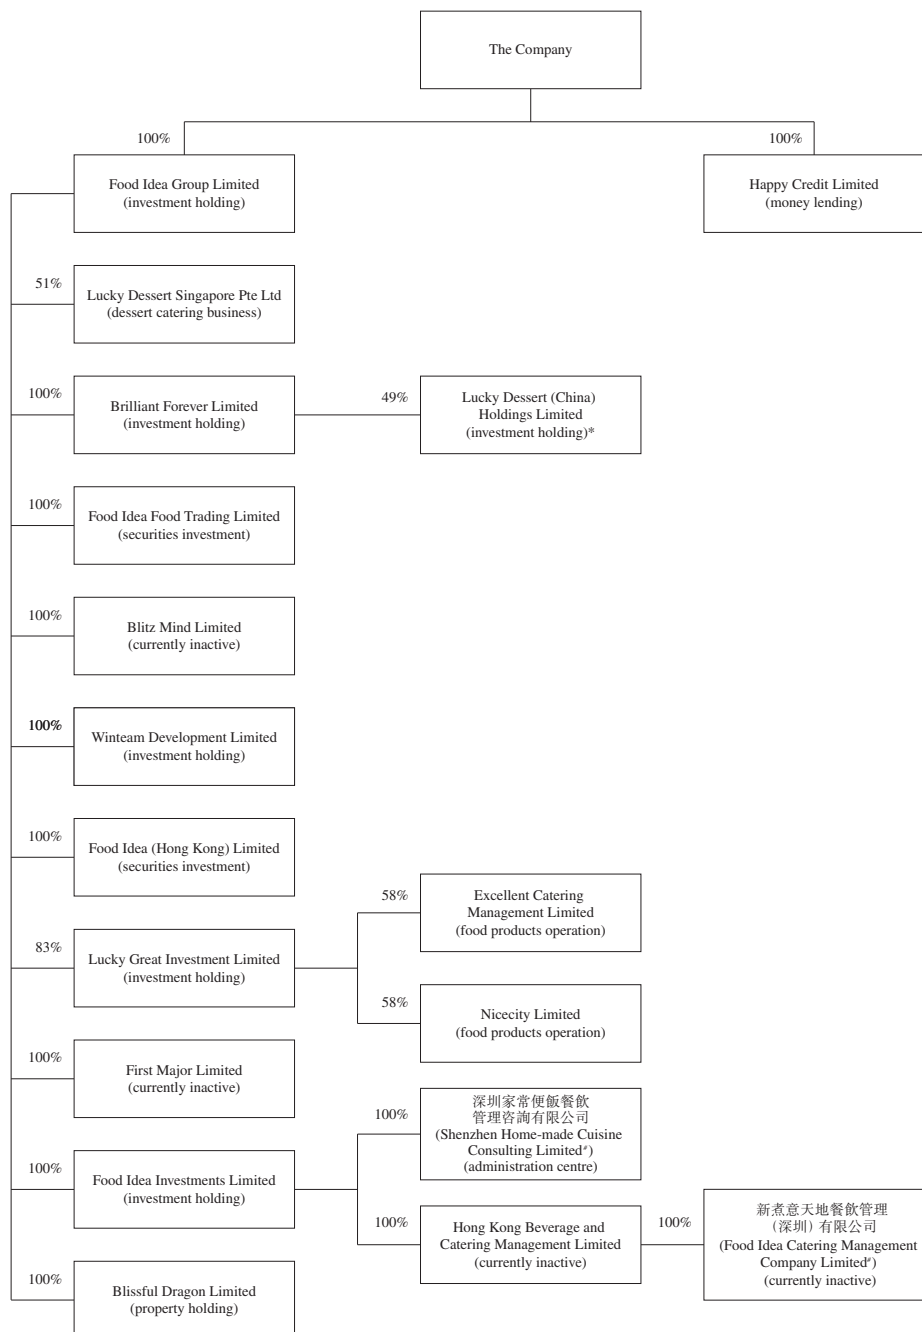 The Company
100%
100%
Food Idea Group Limited
(investment holding)
Happy Credit Limited
(money lending)
51%
Lucky Dessert Singapore Pte Ltd
(dessert catering business)
100%
Brilliant Forever Limited
(investment holding)
49%
Lucky Dessert (China)
Holdings Limited
(investment holding)*
100%
Food Idea Food Trading Limited
(securities investment)
100%
Blitz Mind Limited
(currently inactive)
100%
Winteam Development Limited
(investment holding)
100%
Food Idea (Hong Kong) Limited
(securities investment)
83%
Lucky Great Investment Limited
(investment holding)
58%
Excellent Catering
Management Limited
(food products operation)
58%
Nicecity Limited
(food products operation)
100%
First Major Limited
(currently inactive)
100%
Food Idea Investments Limited
(investment holding)
100%
深圳家常便飯餐飲
管理咨詢有限公司
(Shenzhen Home-made Cuisine
Consulting Limited#)
(administration centre)
100%
Hong Kong Beverage and
Catering Management Limited
(currently inactive)
100%
新煮意天地餐飲管理
(深圳) 有限公司
(Food Idea Catering Management
Company Limited#)
(currently inactive)
100%
Blissful Dragon Limited
(property holding)